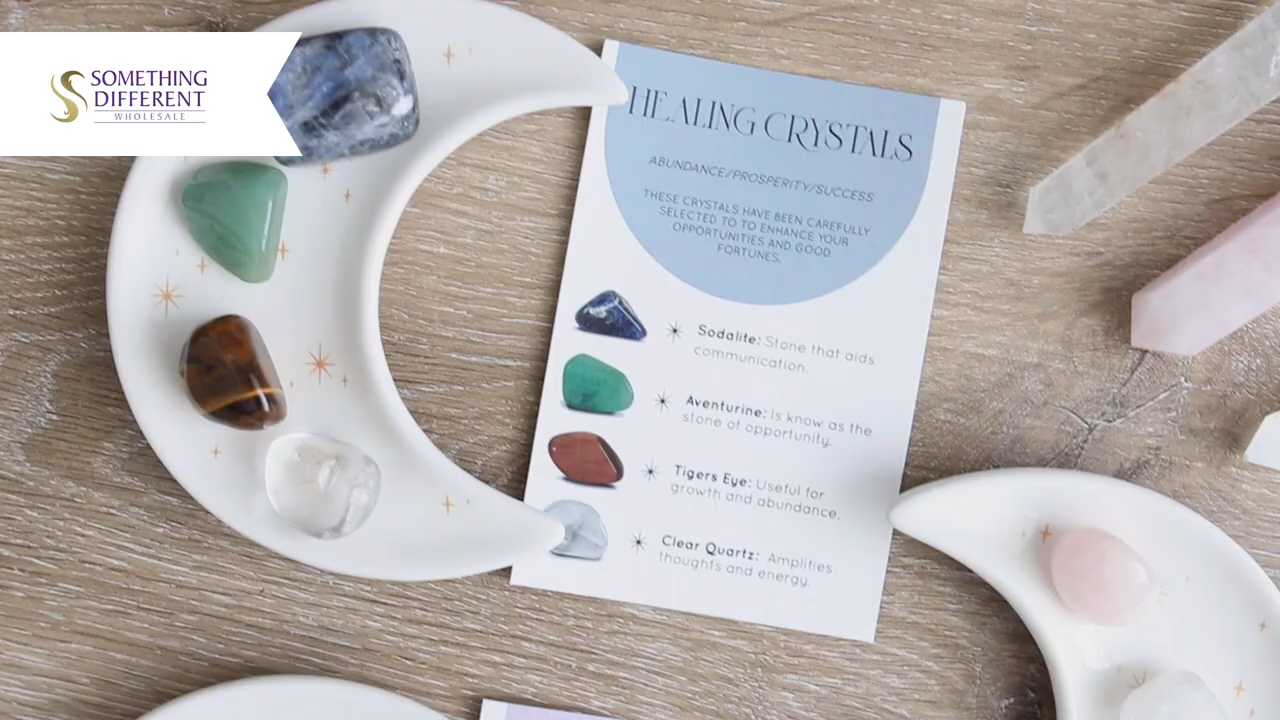 SOMETHING
DIFFERENT
WHOLESALE
HEALING CRYSTALS
ABUNDANCE/PROSPERITY/SUCCESS
THESE CRYSTALS HAVE BEEN CAREFULLY
SELECTED TO TO ENHANCE YOUR
OPPORTUNITIES AND GOOD
FORTUNES.
Sodalite: Stone that aids
communication.
Aventurine: Is know as the
stone of opportunity.
Tigers Eye: Useful for
growth and abundance.
Clear Quartz: Amplifies
thoughts and energy.